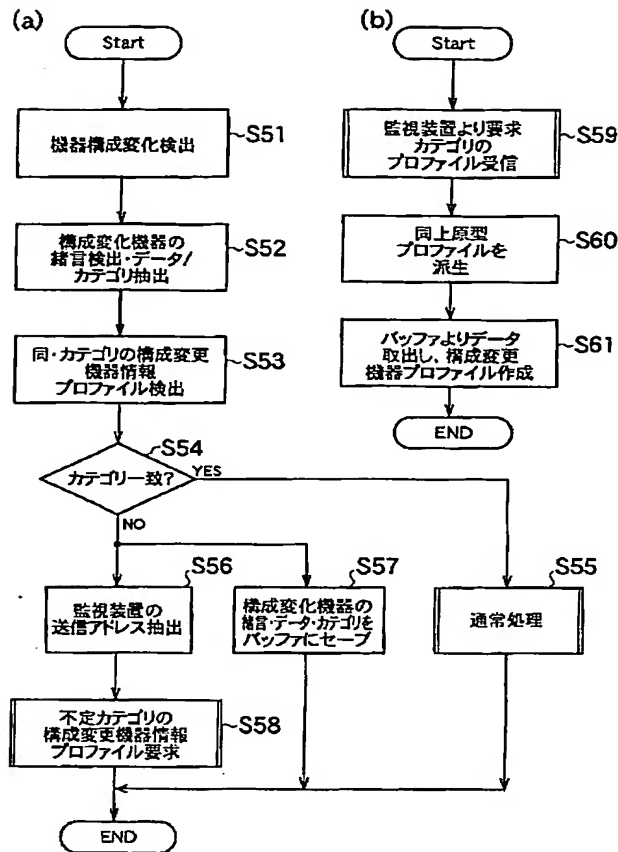 (a)
Start
機器構成変化検出
S51
構成変化機器の
緒言検出・データ/
カテゴリ抽出
S52
同・カテゴリの構成変更
機器情報
プロファイル検出
S53
カテゴリ一致?
S54
YES
NO
監視装置の
送信アドレス抽出
S56
構成変化機器の
緒言・データ・カテゴリを
バッファにセーブ
S57
通常処理
S55
不定カテゴリの
構成変更機器情報
プロファイル要求
S58
END
(b)
Start
監視装置より要求
カテゴリの
プロファイル受信
S59
同上原型
プロファイルを
派生
S60
バッファよりデータ
取出し、構成変更
機器プロファイル作成
S61
END